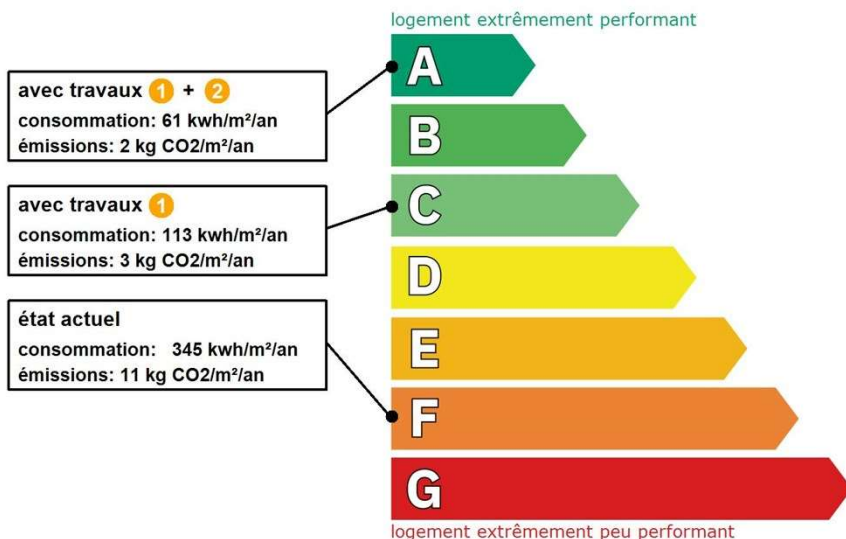 logement extrêmement performant
A
avec travaux 1 + 2
consommation: 61 kwh/m²/an
émissions: 2 kg CO2/m²/an
B
avec travaux 1
consommation: 113 kwh/m²/an
émissions: 3 kg CO2/m²/an
C
D
état actuel
consommation: 345 kwh/m²/an
émissions: 11 kg CO2/m²/an
E
F
G
logement extrêmement peu performant